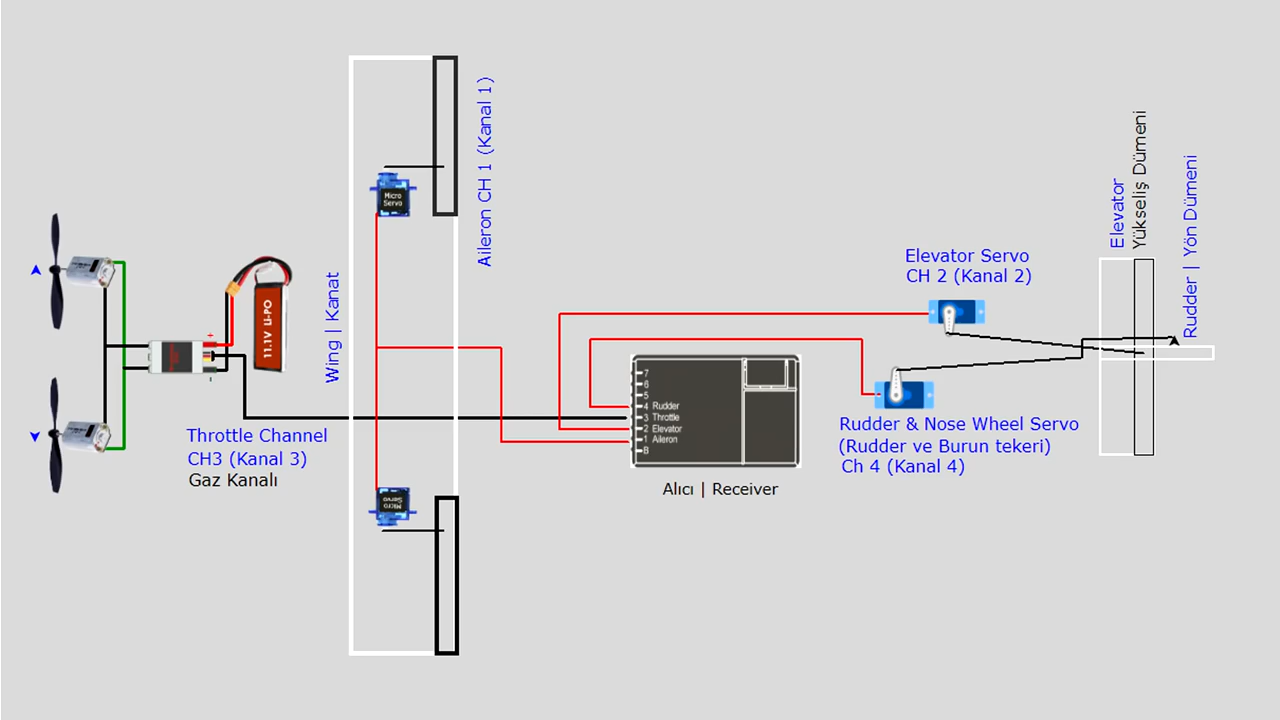 Aileron CH 1 (Kanal 1)
Micro
Servo
11.1V Li-PO
+
-
Wing | Kanat
Throttle Channel
CH3 (Kanal 3)
Gaz Kanalı
Micro
Servo
7
6
5
4 Rudder
3 Throttle
2 Elevator
1 Aileron
B
Alıcı | Receiver
Elevator Servo
CH 2 (Kanal 2)
Rudder & Nose Wheel Servo
(Rudder ve Burun tekeri)
Ch 4 (Kanal 4)
Elevator
Yükseliş Dümeni
Rudder | Yön Dümeni